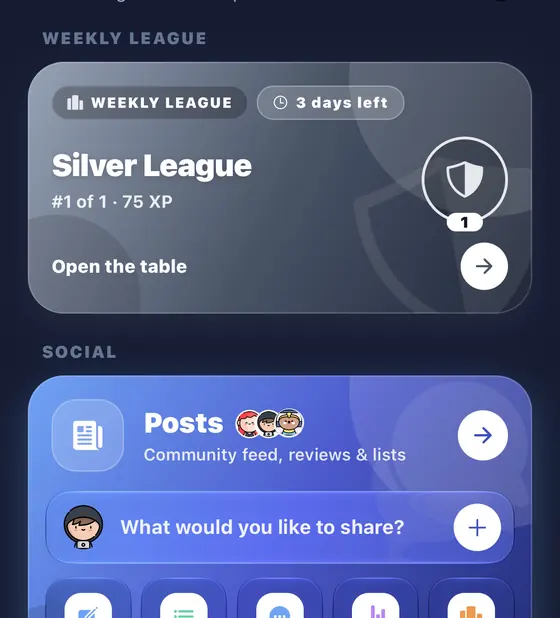 WEEKLY LEAGUE
WEEKLY LEAGUE
3 days left
Silver League
#1 of 1 · 75 XP
1
Open the table
SOCIAL
Posts
Community feed, reviews & lists
What would you like to share?